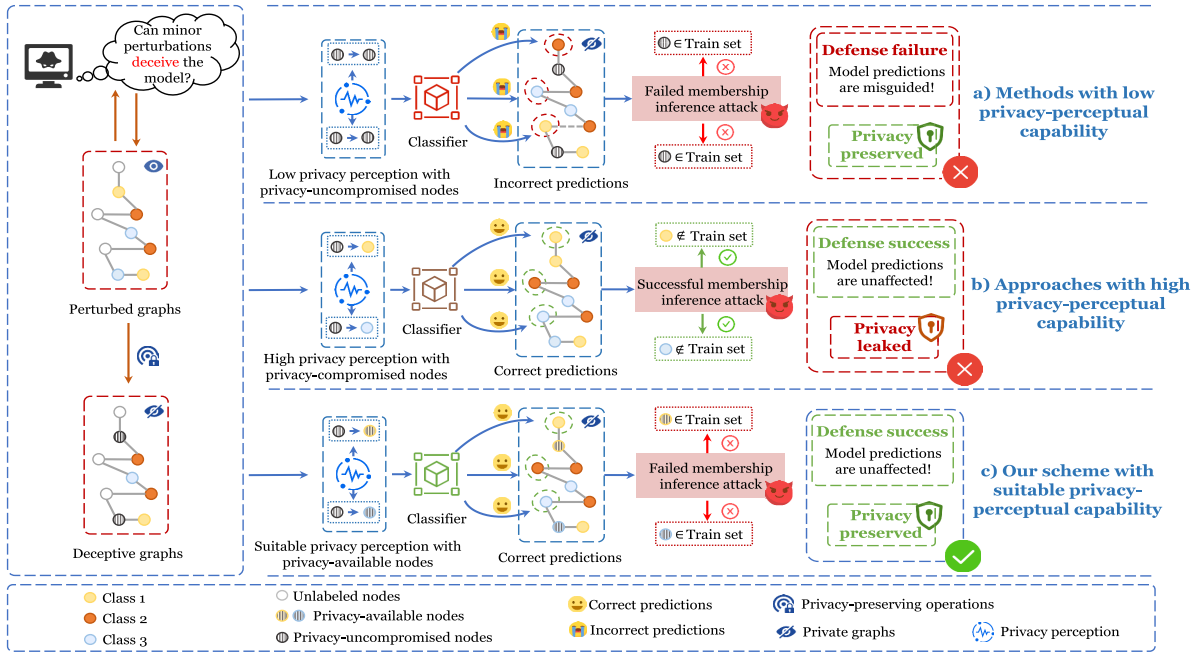 Can minor
perturbations
deceive the
model?
Perturbed graphs
Deceptive graphs
Low privacy perception with
privacy-uncompromised nodes
Classifier
Incorrect predictions
∈ Train set
Failed membership
inference attack
∈ Train set
Defense failure
Model predictions
are misguided!
Privacy
preserved
a) Methods with low
privacy-perceptual
capability
High privacy perception with
privacy-compromised nodes
Classifier
Correct predictions
∉ Train set
Successful membership
inference attack
∉ Train set
Defense success
Model predictions
are unaffected!
Privacy
leaked
b) Approaches with high
privacy-perceptual
capability
Suitable privacy perception with
privacy-available nodes
Classifier
Correct predictions
∈ Train set
Failed membership
inference attack
∈ Train set
Defense success
Model predictions
are unaffected!
Privacy
preserved
c) Our scheme with
suitable privacy-
perceptual capability
Class 1
Class 2
Class 3
Unlabeled nodes
Privacy-available nodes
Privacy-uncompromised nodes
Correct predictions
Incorrect predictions
Privacy-preserving operations
Private graphs
Privacy perception